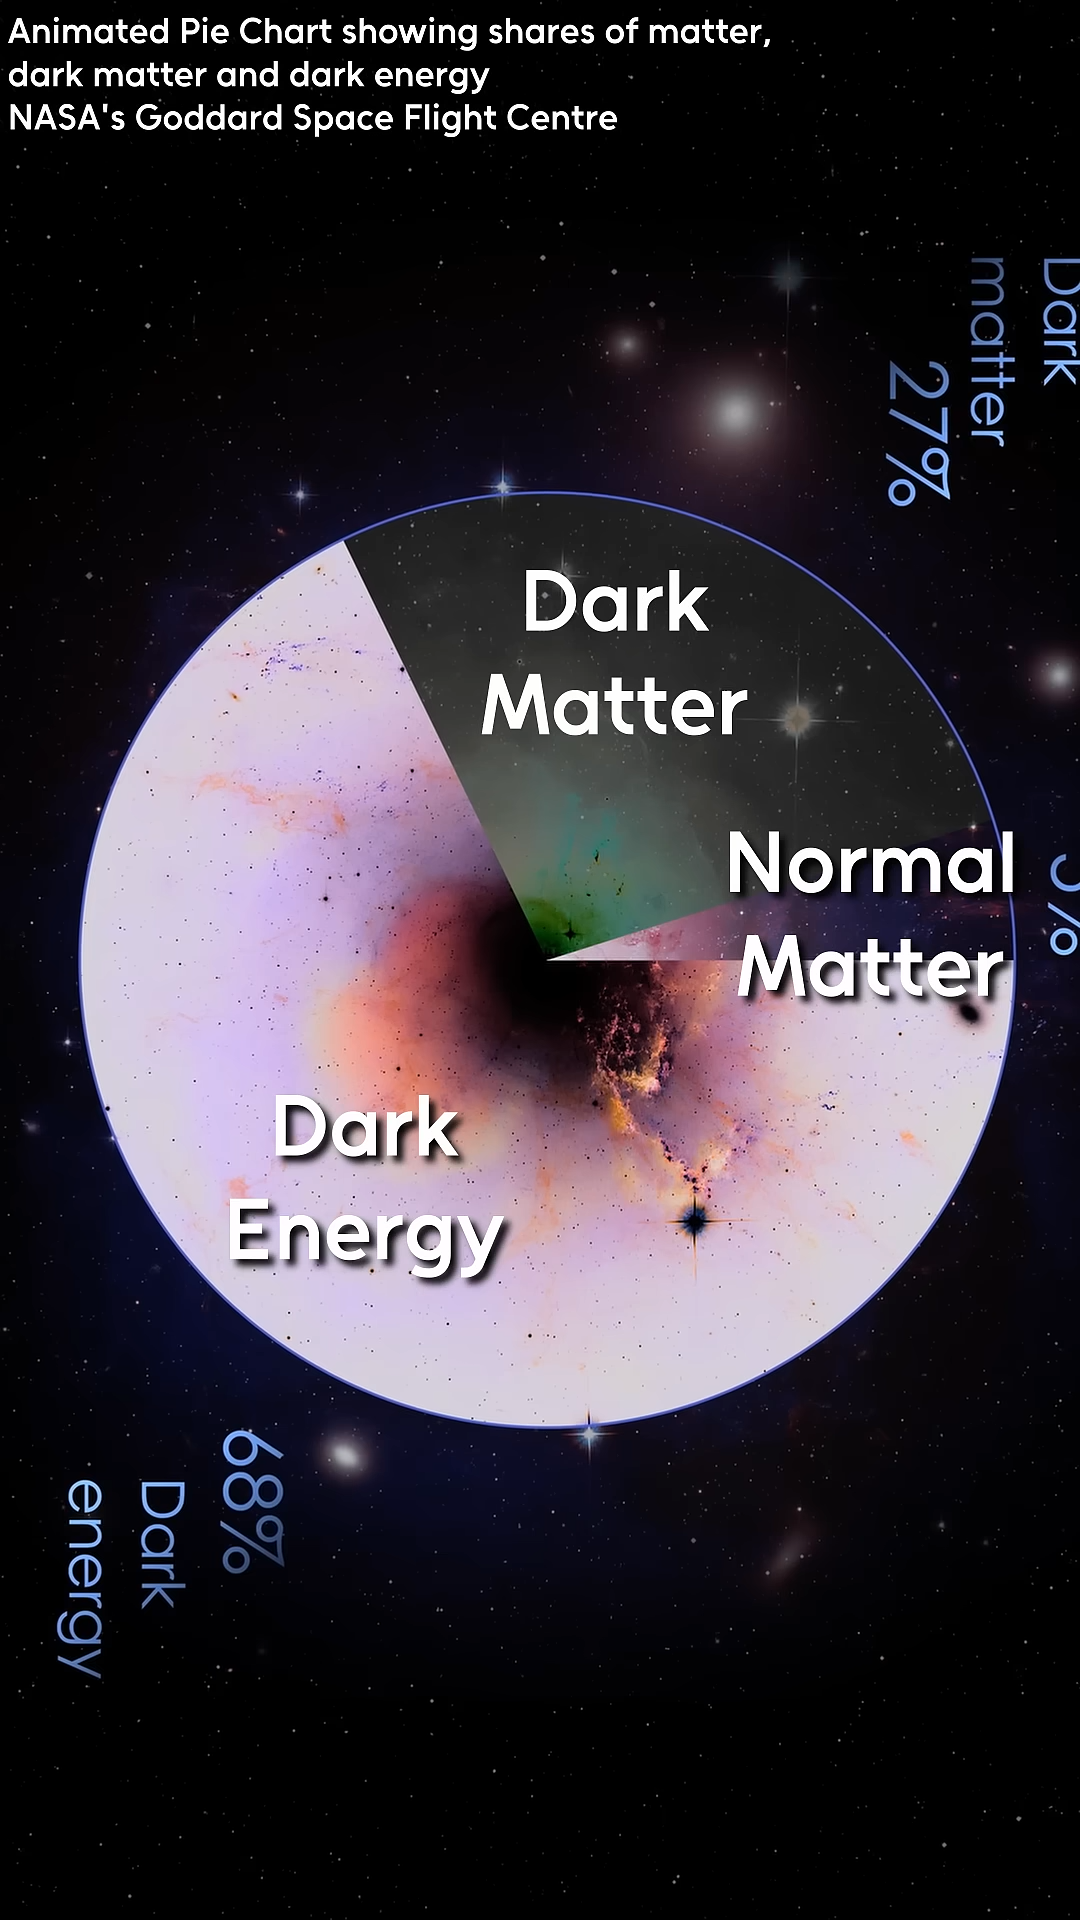 Animated Pie Chart showing shares of matter,
dark matter and dark energy
NASA's Goddard Space Flight Centre
Dark
matter
27%
Dark
Matter
Normal
Matter
Dark
Energy
68%
Dark
energy